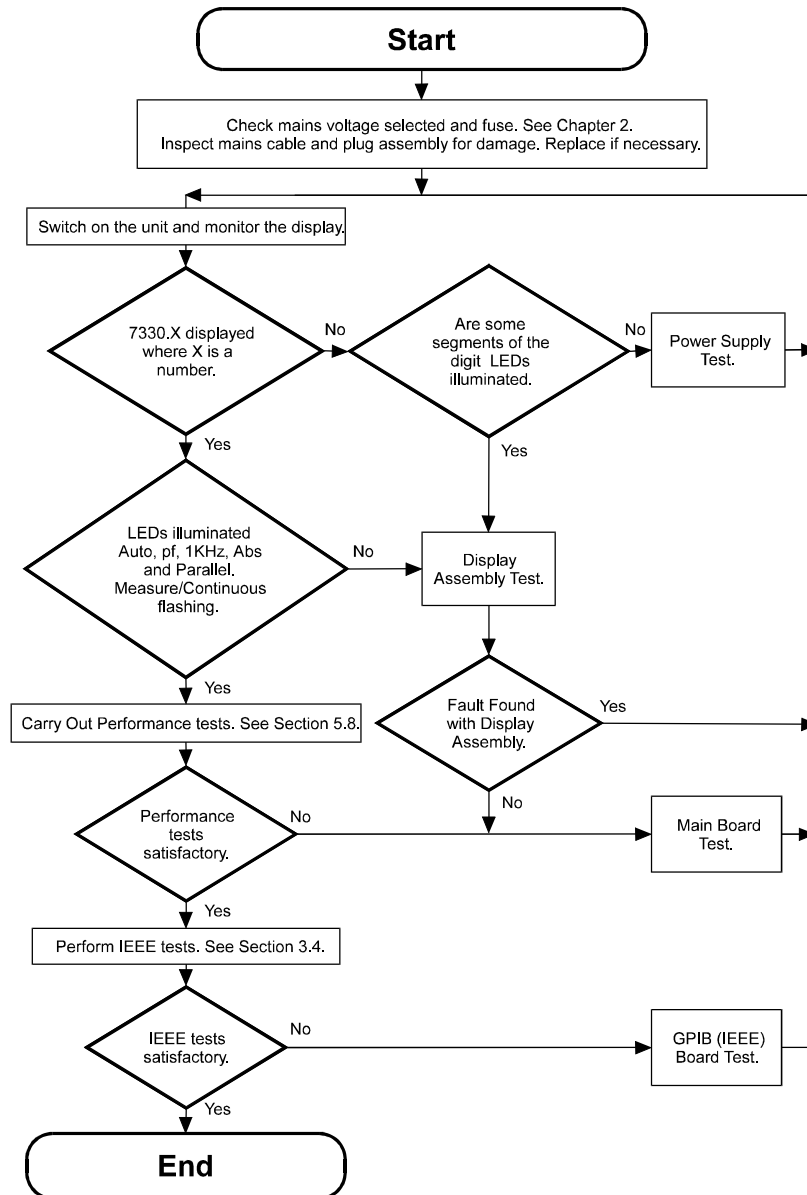 Start
Check mains voltage selected and fuse. See Chapter 2.
Inspect mains cable and plug assembly for damage. Replace if necessary.
Switch on the unit and monitor the display.
7330.X displayed
where X is a
number.
No
Are some
segments of the
digit LEDs
illuminated.
No
Power Supply
Test.
Yes
Yes
LEDs illuminated
Auto, pf, 1KHz, Abs
and Parallel.
Measure/Continuous
flashing.
No
Display
Assembly Test.
Yes
Carry Out Performance tests. See Section 5.8.
Fault Found
with Display
Assembly.
Yes
No
Performance
tests
satisfactory.
No
Main Board
Test.
Yes
Perform IEEE tests. See Section 3.4.
IEEE tests
satisfactory.
No
GPIB (IEEE)
Board Test.
Yes
End